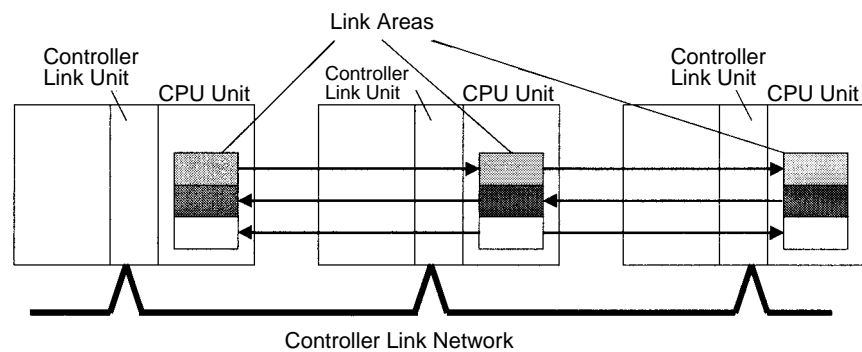 Link Areas
Controller
Link Unit
CPU Unit
Controller
Link Unit
CPU Unit
Controller
Link Unit
CPU Unit
Controller Link Network